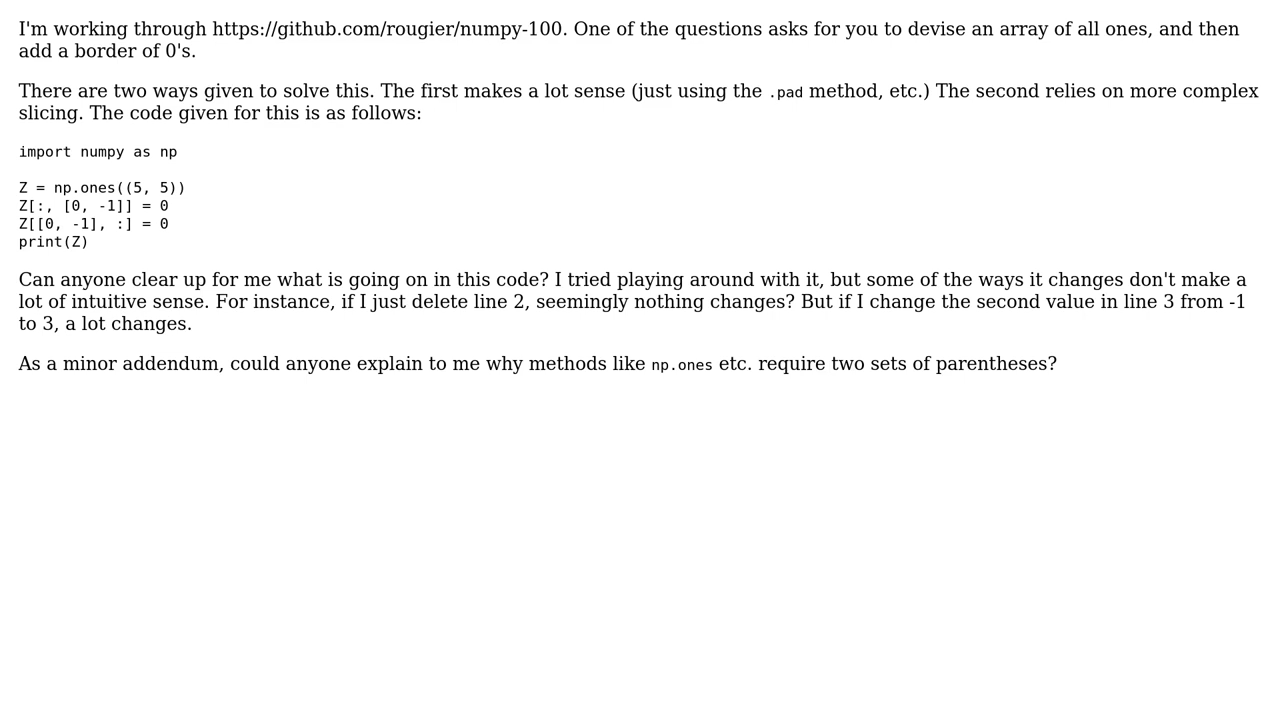 I'm working through https://github.com/rougier/numpy-100. One of the questions asks for you to devise an array of all ones, and then
add a border of 0's.
There are two ways given to solve this. The first makes a lot sense (just using the .pad method, etc.) The second relies on more complex
slicing. The code given for this is as follows:
import numpy as np
Z = np.ones((5, 5))
Z[:, [0, -1]] = 0
Z[[0, -1], :] = 0
print(Z)
Can anyone clear up for me what is going on in this code? I tried playing around with it, but some of the ways it changes don't make a
lot of intuitive sense. For instance, if I just delete line 2, seemingly nothing changes? But if I change the second value in line 3 from -1
to 3, a lot changes.
As a minor addendum, could anyone explain to me why methods like np.ones etc. require two sets of parentheses?